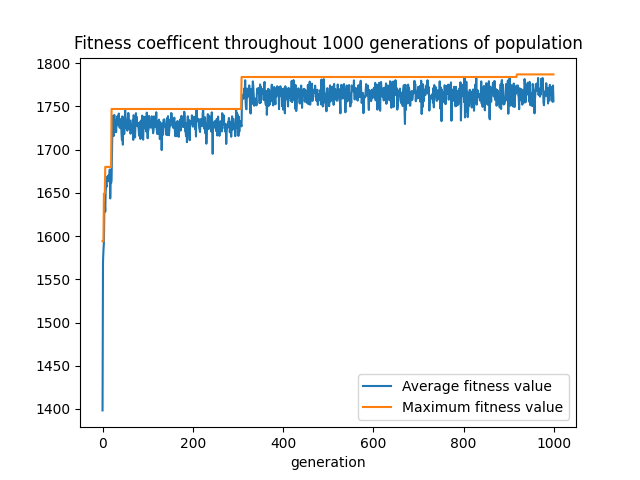 Fitness coefficent throughout 1000 generations of population
1800
1750
1700
1650
1600
1550
1500
1450
1400
Average fitness value
Maximum fitness value
0 200 400 600 800 1000
generation